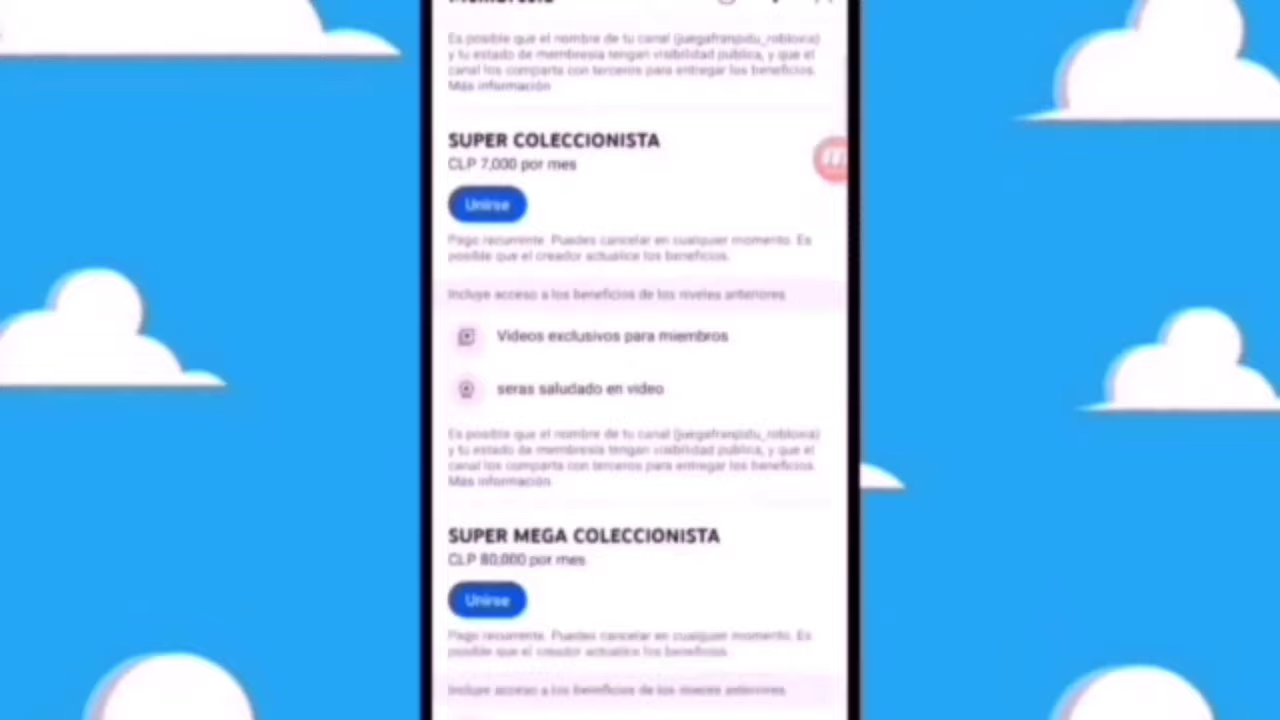 Membresía
Es posible que el nombre de tu canal
y tu estado de membresía tengan visibilidad pública, y que el
canal los comparta con terceros para entregar los beneficios.
Más información
SUPER COLECCIONISTA
CLP 7,000 por mes
Unirse
Pago recurrente. Puedes cancelar en cualquier momento. Es
posible que el creador actualice los beneficios.
Incluye acceso a los beneficios de los niveles anteriores
Videos exclusivos para miembros
seras saludado en video
Es posible que el nombre de tu canal
y tu estado de membresía tengan visibilidad pública, y que el
canal los comparta con terceros para entregar los beneficios.
Más información
SUPER MEGA COLECCIONISTA
CLP 80,000 por mes
Unirse
Pago recurrente. Puedes cancelar en cualquier momento. Es
posible que el creador actualice los beneficios.
Incluye acceso a los beneficios de los niveles anteriores